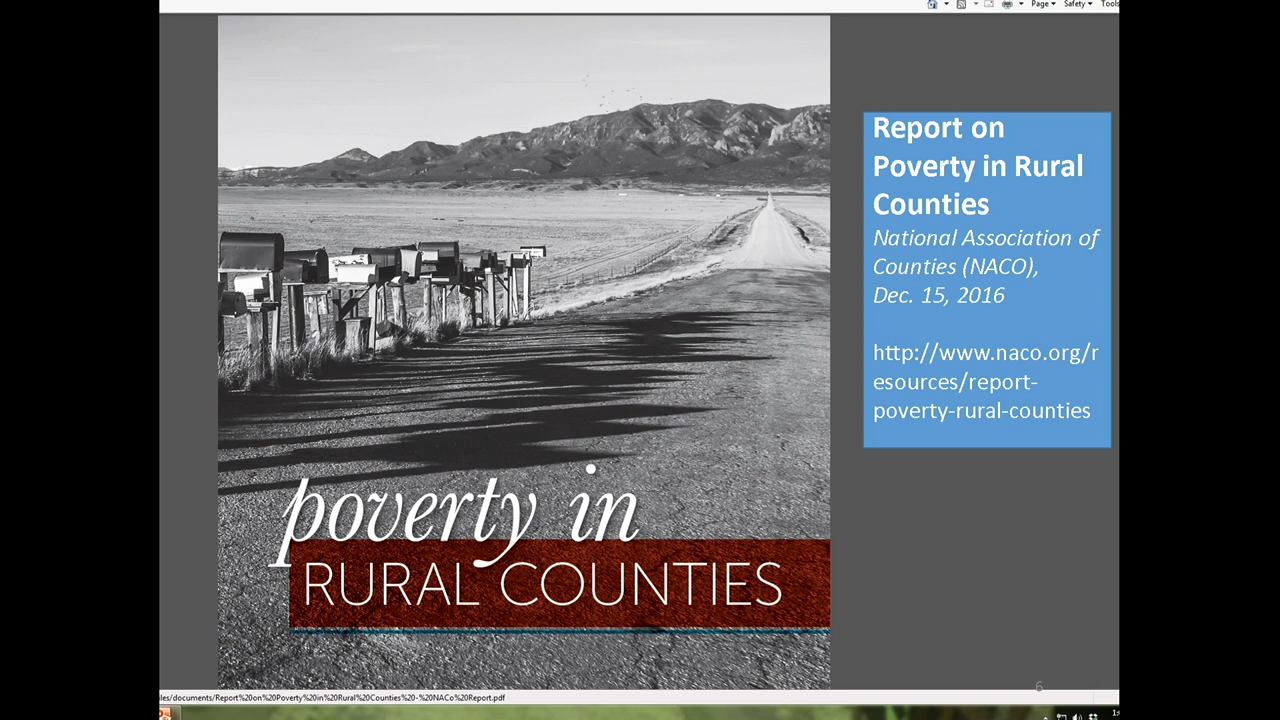 Page
Safety
Tools
Report on
Poverty in Rural
Counties
National Association of
Counties (NACO),
Dec. 15, 2016
http://www.naco.org/r
esources/report-
poverty-rural-counties
poverty in
RURAL COUNTIES
6
iles/documents/Report%20on%20Poverty%20in%20Rural%20Counties%20-%20NACo%20Report.pdf